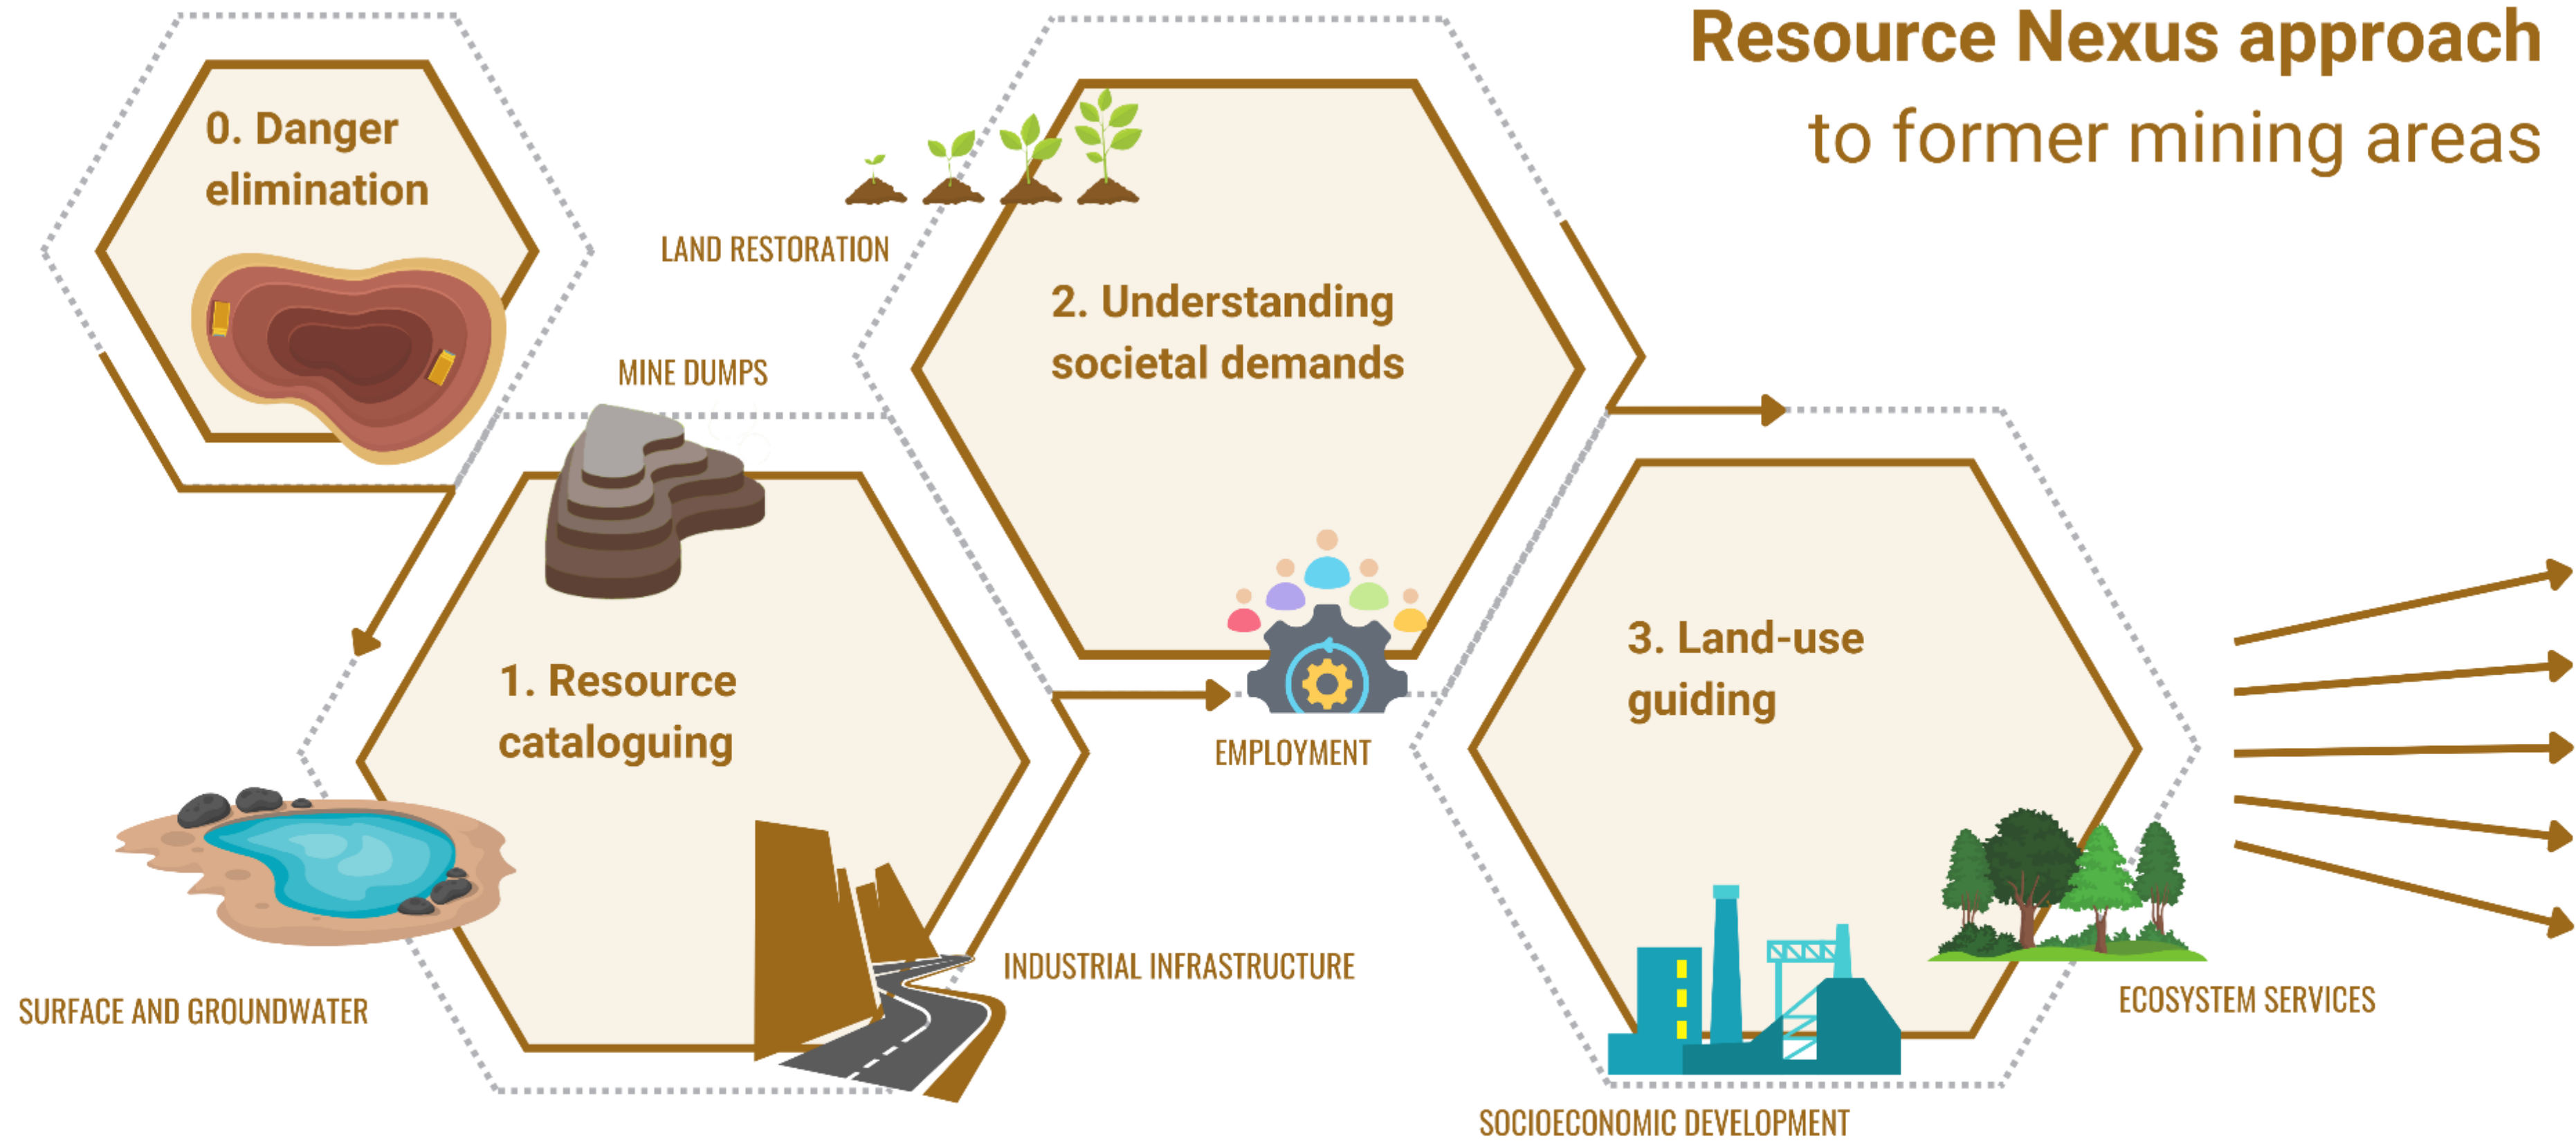 Resource Nexus approach
to former mining areas
0. Danger
elimination
LAND RESTORATION
MINE DUMPS
2. Understanding
societal demands
1. Resource
cataloguing
EMPLOYMENT
3. Land-use
guiding
INDUSTRIAL INFRASTRUCTURE
SURFACE AND GROUNDWATER
ECOSYSTEM SERVICES
SOCIOECONOMIC DEVELOPMENT